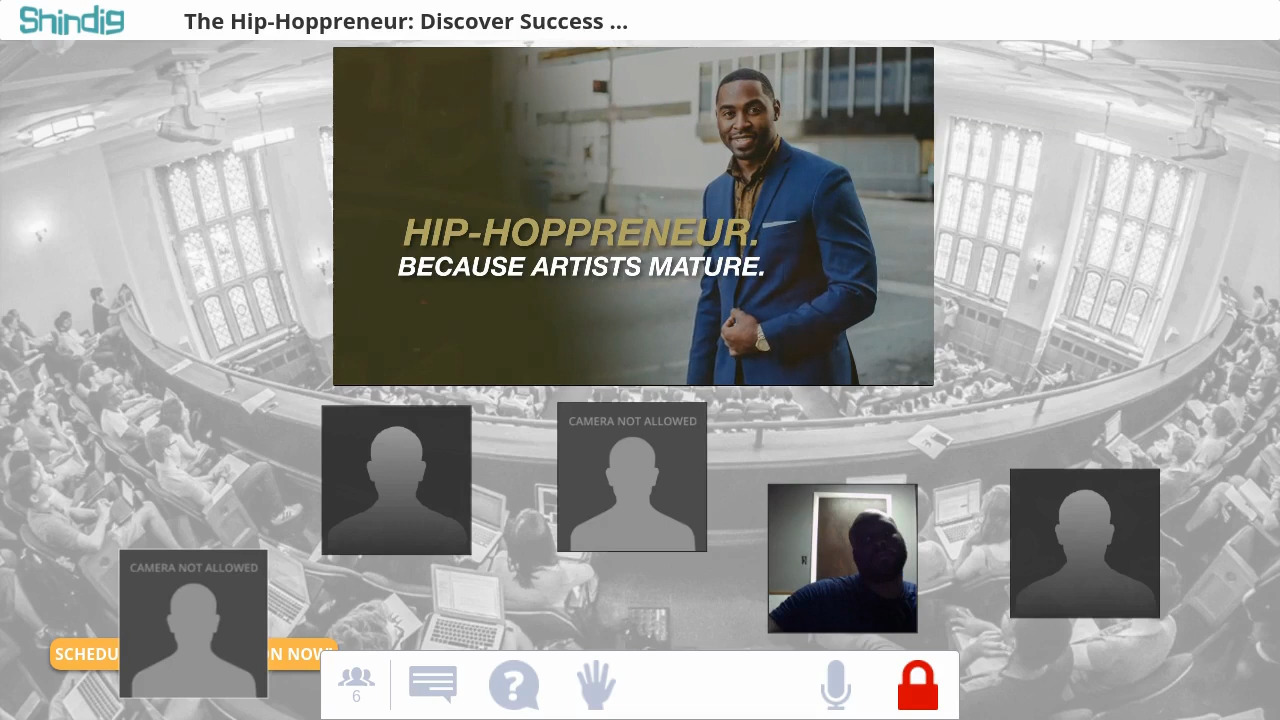 Shindig
The Hip-Hoppreneur: Discover Success ...
HIP-HOPPRENEUR.
BECAUSE ARTISTS MATURE.
CAMERA NOT ALLOWED
CAMERA NOT ALLOWED
SCHEDU ON NOW!
6